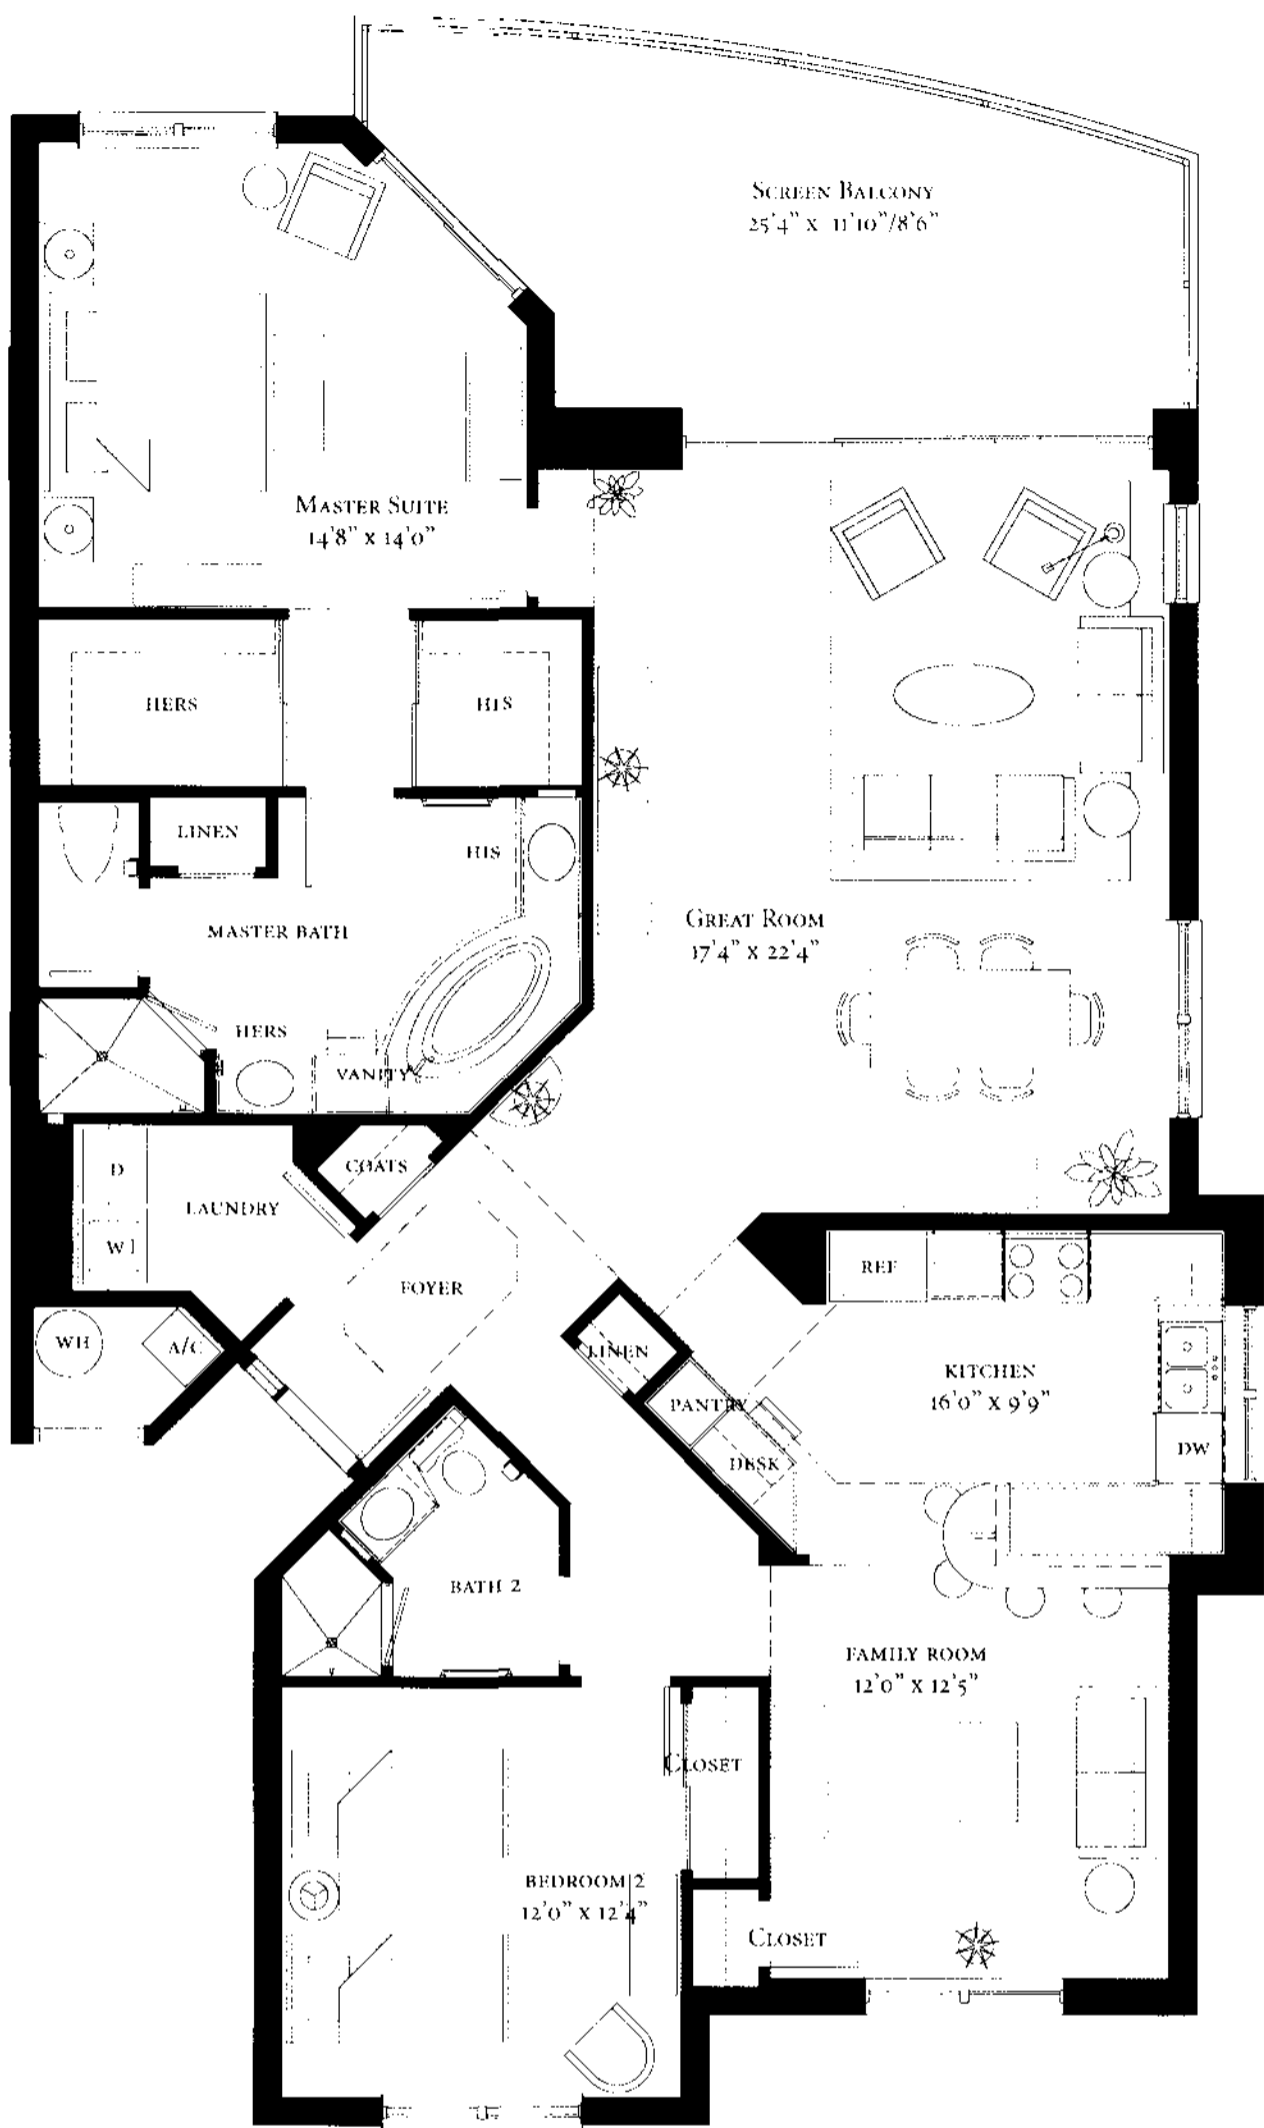 SCREEN BALCONY
25'4" X 11'10"/8'6"
MASTER SUITE
14'8" X 14'0"
HERS
HIS
LINEN
HIS
MASTER BATH
GREAT ROOM
17'4" X 22'4"
HERS
VANITY
COATS
D
LAUNDRY
W
FOYER
REF
WH
A/C
LINEN
KITCHEN
16'0" X 9'9"
PANTRY
DESK
DW
BATH 2
FAMILY ROOM
12'0" X 12'5"
CLOSET
BEDROOM 2
12'0" X 12'4"
CLOSET